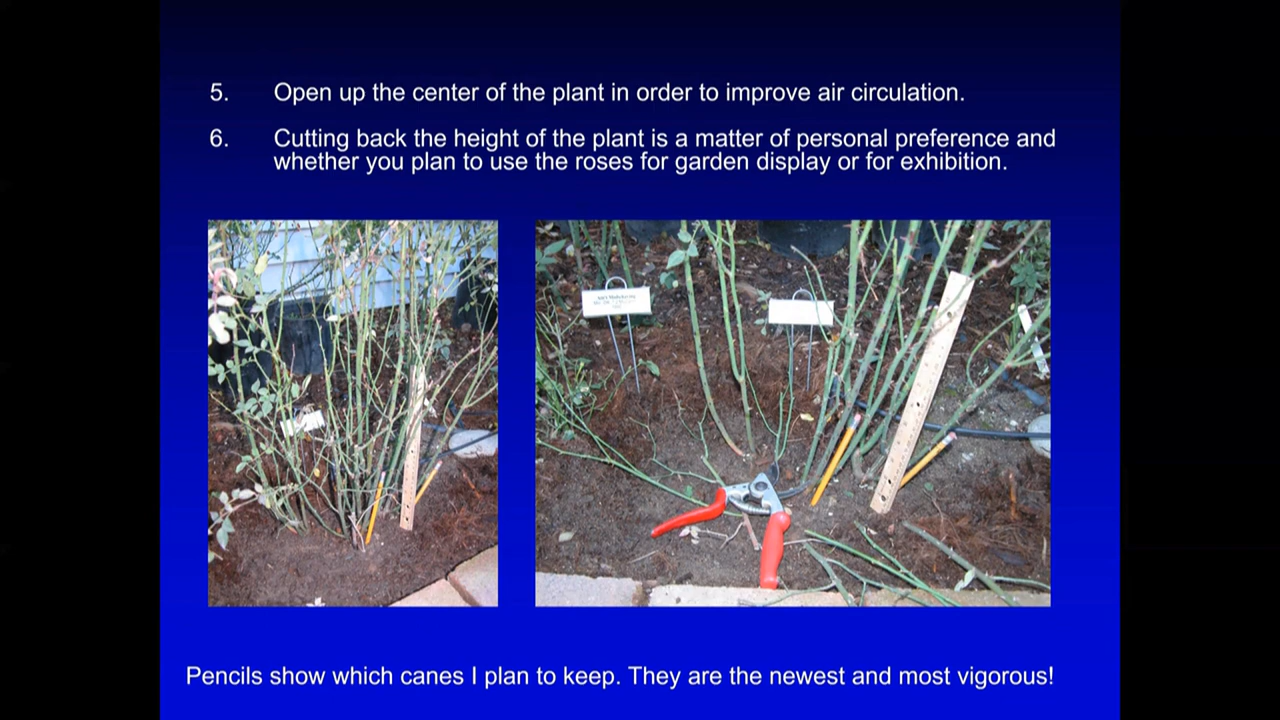 5. Open up the center of the plant in order to improve air circulation.
6. Cutting back the height of the plant is a matter of personal preference and
whether you plan to use the roses for garden display or for exhibition.
Pencils show which canes I plan to keep. They are the newest and most vigorous!